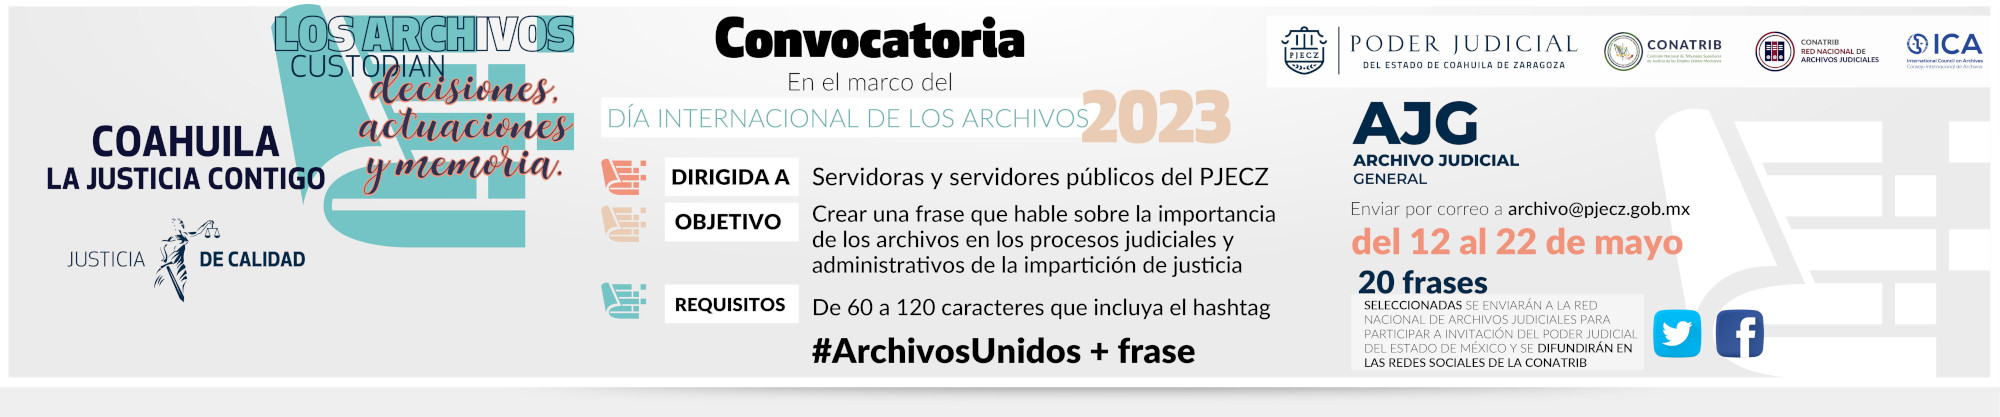 LOS ARCHIVOS
CUSTODIAN
decisiones,
actuaciones
y memoria.
COAHUILA
LA JUSTICIA CONTIGO
JUSTICIA DE CALIDAD
Convocatoria
En el marco del
DÍA INTERNACIONAL DE LOS ARCHIVOS 2023
DIRIGIDA A
Servidoras y servidores públicos del PJECZ
OBJETIVO
Crear una frase que hable sobre la importancia
de los archivos en los procesos judiciales y
administrativos de la impartición de justicia
REQUISITOS
De 60 a 120 caracteres que incluya el hashtag
#ArchivosUnidos + frase
PJECZ
PODER JUDICIAL
DEL ESTADO DE COAHUILA DE ZARAGOZA
CONATRIB
CONATRIB
RED NACIONAL DE
ARCHIVOS JUDICIALES
ICA
International Council on Archives
Consejo Internacional de Archivos
AJG
ARCHIVO JUDICIAL
GENERAL
Enviar por correo a archivo@pjecz.gob.mx
del 12 al 22 de mayo
20 frases
SELECCIONADAS SE ENVIARÁN A LA RED
NACIONAL DE ARCHIVOS JUDICIALES PARA
PARTICIPAR A INVITACIÓN DEL PODER JUDICIAL
DEL ESTADO DE MÉXICO Y SE DIFUNDIRÁN EN
LAS REDES SOCIALES DE LA CONATRIB